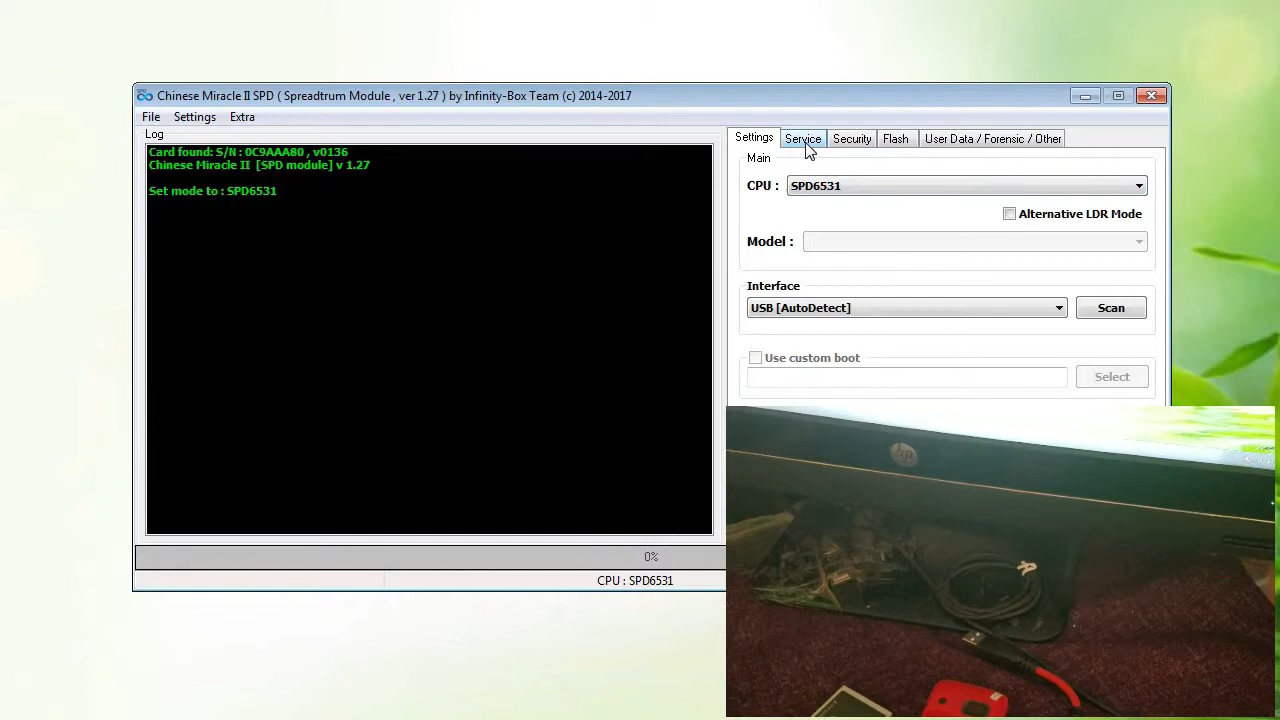 Chinese Miracle II SPD ( Spreadtrum Module , ver 1.27 ) by Infinity-Box Team (c) 2014-2017
File Settings Extra
Log
Card found: S/N : 0C9AAA80 , v0136
Chinese Miracle II [SPD module] v 1.27
Set mode to : SPD6531
0%
CPU : SPD6531
Settings Service Security Flash User Data / Forensic / Other
Main
CPU : SPD6531
Alternative LDR Mode
Model :
Interface
USB [AutoDetect] Scan
Use custom boot
Select
hp